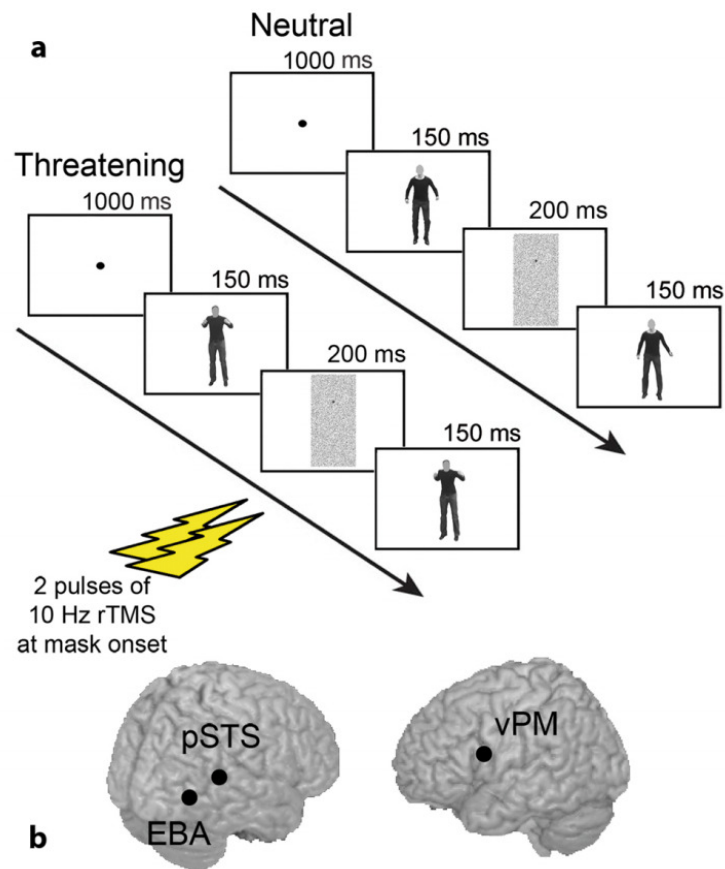 a
Neutral
1000 ms
150 ms
200 ms
150 ms
Threatening
1000 ms
150 ms
200 ms
150 ms
2 pulses of
10 Hz rTMS
at mask onset
pSTS
EBA
vPM
b